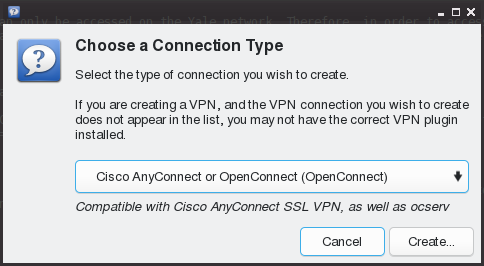 only be accessed on the Yale network. Therefore, in order to
Choose a Connection Type
Select the type of connection you wish to create.
If you are creating a VPN, and the VPN connection you wish to create
does not appear in the list, you may not have the correct VPN plugin
installed.
Cisco AnyConnect or OpenConnect (OpenConnect)
Compatible with Cisco AnyConnect SSL VPN, as well as ocserv
Cancel
Create...